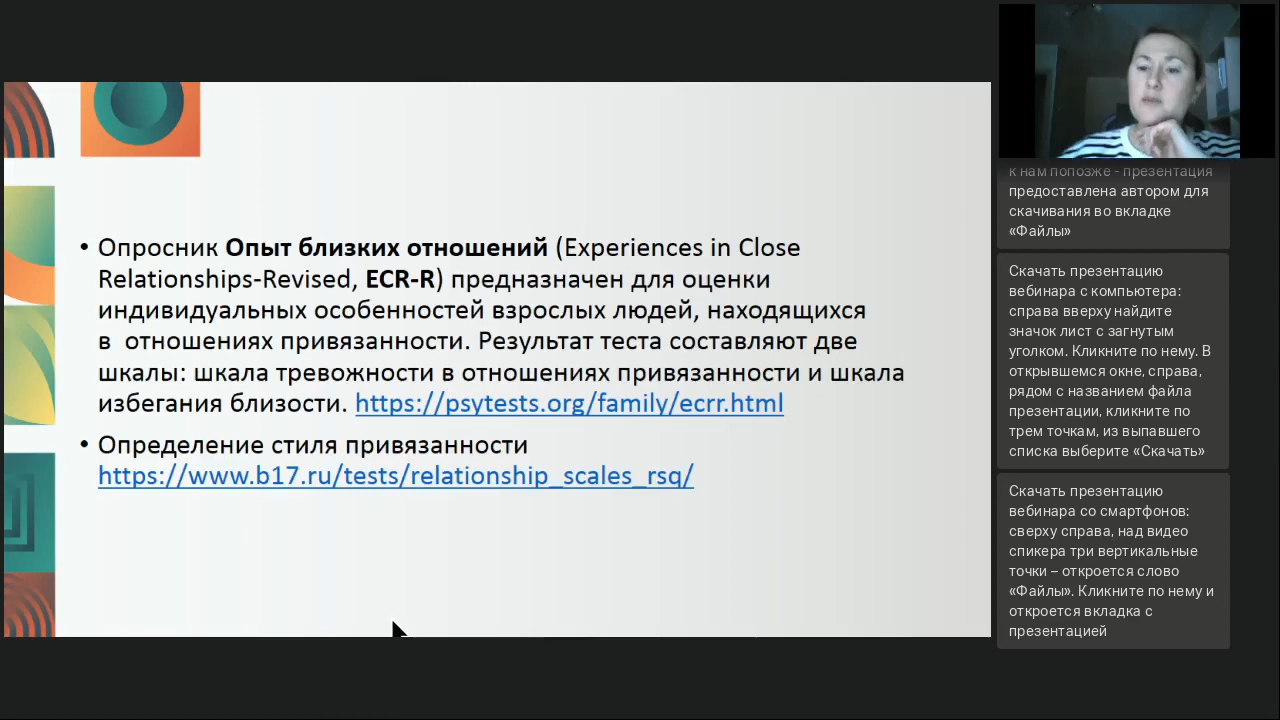 • Опросник Опыт близких отношений (Experiences in Close
Relationships-Revised, ECR-R) предназначен для оценки
индивидуальных особенностей взрослых людей, находящихся
в отношениях привязанности. Результат теста составляют две
шкалы: шкала тревожности в отношениях привязанности и шкала
избегания близости. https://psytests.org/family/ecrr.html
• Определение стиля привязанности
https://www.b17.ru/tests/relationship_scales_rsq/
к нам попозже - презентация
предоставлена автором для
скачивания во вкладке
«Файлы»
Скачать презентацию
вебинара с компьютера:
справа вверху найдите
значок лист с загнутым
уголком. Кликните по нему. В
открывшемся окне, справа,
рядом с названием файла
презентации, кликните по
трем точкам, из выпавшего
списка выберите «Скачать»
Скачать презентацию
вебинара со смартфонов:
сверху справа, над видео
спикера три вертикальные
точки – откроется слово
«Файлы». Кликните по нему и
откроется вкладка с
презентацией